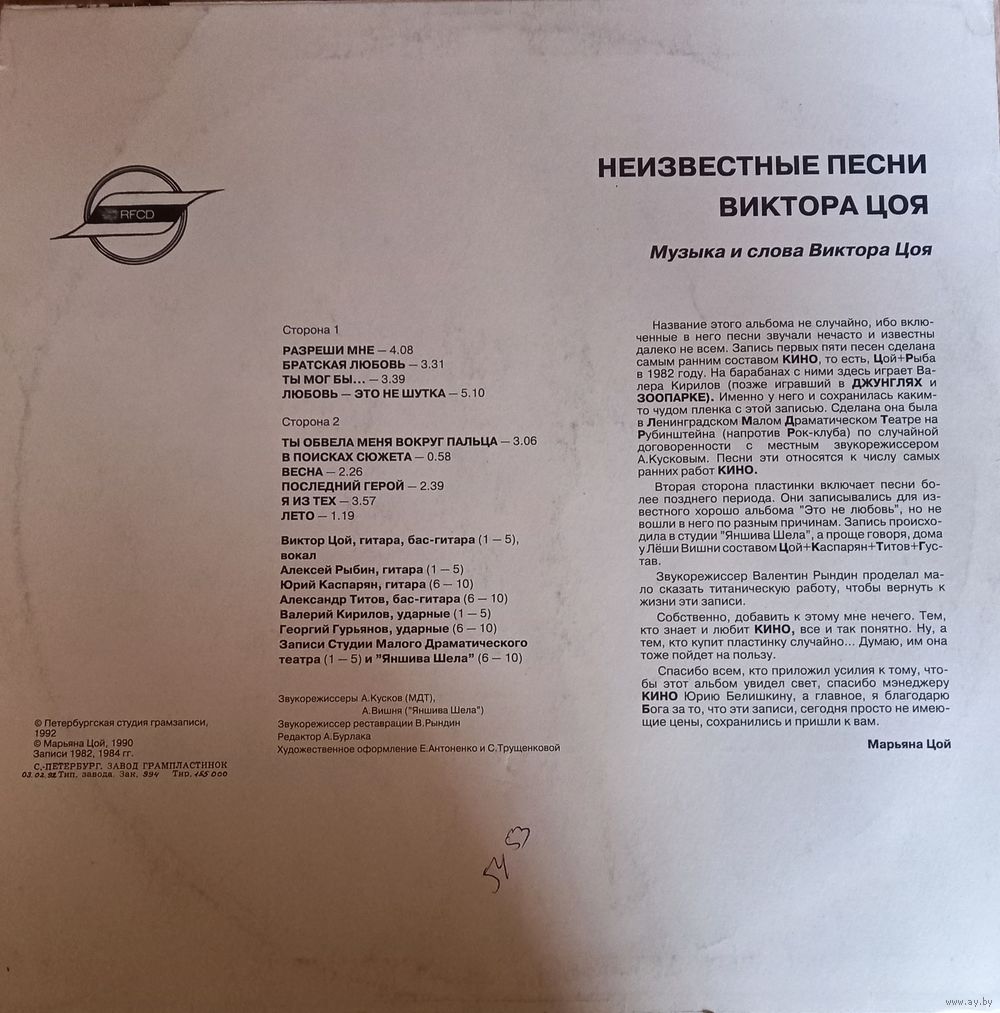 RFCD
НЕИЗВЕСТНЫЕ ПЕСНИ
ВИКТОРА ЦОЯ
Музыка и слова Виктора Цоя
Сторона 1
РАЗРЕШИ МНЕ — 4.08
БРАТСКАЯ ЛЮБОВЬ — 3.31
ТЫ МОГ БЫ... — 3.39
ЛЮБОВЬ — ЭТО НЕ ШУТКА — 5.10
Сторона 2
ТЫ ОБВЕЛА МЕНЯ ВОКРУГ ПАЛЬЦА — 3.06
В ПОИСКАХ СЮЖЕТА — 0.58
ВЕСНА — 2.26
ПОСЛЕДНИЙ ГЕРОЙ — 2.39
Я ИЗ ТЕХ — 3.57
ЛЕТО — 1.19
Виктор Цой, гитара, бас-гитара (1 — 5),
вокал
Алексей Рыбин, гитара (1 — 5)
Юрий Каспарян, гитара (6 — 10)
Александр Титов, бас-гитара (6 — 10)
Валерий Кирилов, ударные (1 — 5)
Георгий Гурьянов, ударные (6 — 10)
Записи Студии Малого Драматического
театра (1 — 5) и "Яншива Шела" (6 — 10)
Звукорежиссеры А.Кусков (МДТ),
А.Вишня ("Яншива Шела")
Звукорежиссер реставрации В.Рындин
Редактор А.Бурлака
Художественное оформление Е.Антоненко и С.Трущенковой
Название этого альбома не случайно, ибо вклю-
ченные в него песни звучали нечасто и известны
далеко не всем. Запись первых пяти песен сделана
самым ранним составом КИНО, то есть, Цой+Рыба
в 1982 году. На барабанах с ними здесь играет Ва-
лера Кирилов (позже игравший в ДЖУНГЛЯХ и
ЗООПАРКЕ). Именно у него и сохранилась каким-
то чудом пленка с этой записью. Сделана она была
в Ленинградском Малом Драматическом Театре на
Рубинштейна (напротив Рок-клуба) по случайной
договоренности с местным звукорежиссером
А.Кусковым. Песни эти относятся к числу самых
ранних работ КИНО.
Вторая сторона пластинки включает песни бо-
лее позднего периода. Они записывались для из-
вестного хорошо альбома "Это не любовь", но не
вошли в него по разным причинам. Запись происхо-
дила в студии "Яншива Шела", а проще говоря, дома
у Лёши Вишни составом Цой+Каспарян+Титов+Гус-
тав.
Звукорежиссер Валентин Рындин проделал ма-
ло сказать титаническую работу, чтобы вернуть к
жизни эти записи.
Собственно, добавить к этому мне нечего. Тем,
кто знает и любит КИНО, все и так понятно. Ну, а
тем, кто купит пластинку случайно... Думаю, им она
тоже пойдет на пользу.
Спасибо всем, кто приложил усилия к тому, что-
бы этот альбом увидел свет, спасибо мэнеджеру
КИНО Юрию Белишкину, а главное, я благодарю
Бога за то, что эти записи, сегодня просто не имею-
щие цены, сохранились и пришли к вам.
Марьяна Цой
© Петербургская студия грамзаписи,
1992
© Марьяна Цой, 1990
Записи 1982, 1984 гг.
С.-ПЕТЕРБУРГ. ЗАВОД ГРАМПЛАСТИНОК
03.02.92 Тип. завода. Зак. 994 Тир. 155 000
www.ay.by